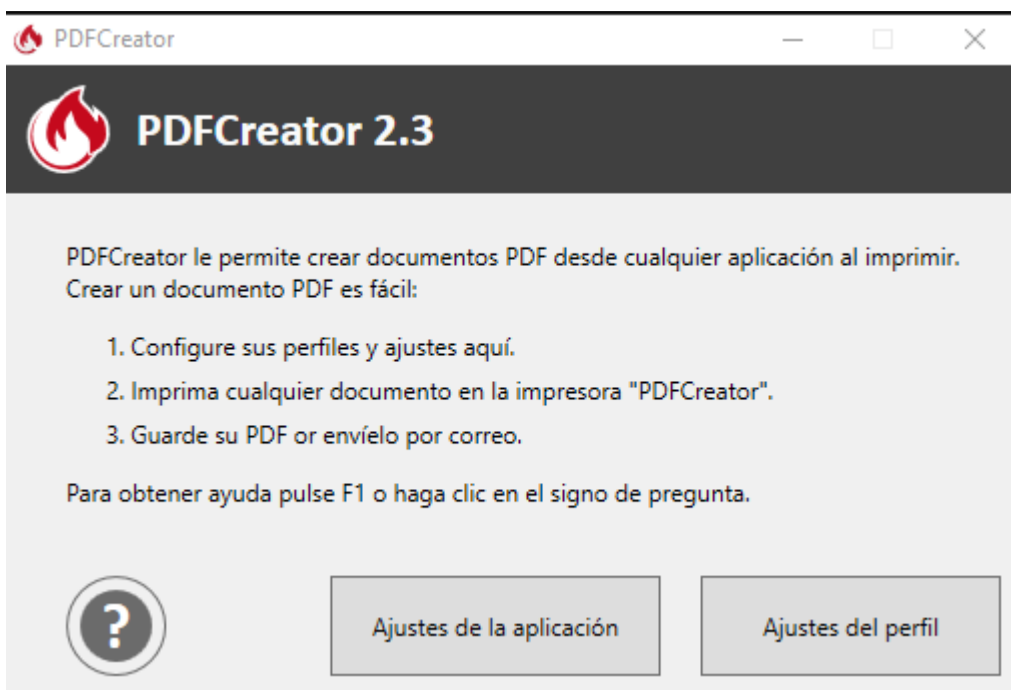 PDFCreator
PDFCreator 2.3
PDFCreator le permite crear documentos PDF desde cualquier aplicación al imprimir.
Crear un documento PDF es fácil:
1. Configure sus perfiles y ajustes aquí.
2. Imprima cualquier documento en la impresora "PDFCreator".
3. Guarde su PDF or envíelo por correo.
Para obtener ayuda pulse F1 o haga clic en el signo de pregunta.
?
Ajustes de la aplicación
Ajustes del perfil